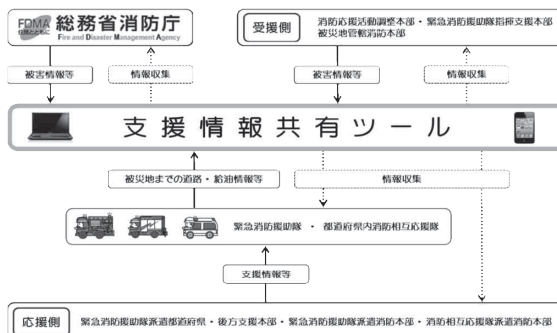 FDMA
住民とともに
総務省消防庁
Fire and Disaster Management Agency
受援側
消防応援活動調整本部・緊急消防援助隊指揮支援本部
被災地管轄消防本部
被害情報等
情報収集
被害情報等
情報収集
支援情報共有ツール
被災地までの道路・給油情報等
情報収集
緊急消防援助隊 ・ 都道府県内消防相互応援隊
支援情報等
応援側
緊急消防援助隊派遣都道府県・後方支援本部・緊急消防援助隊派遣消防本部・消防相互応援隊派遣消防本部